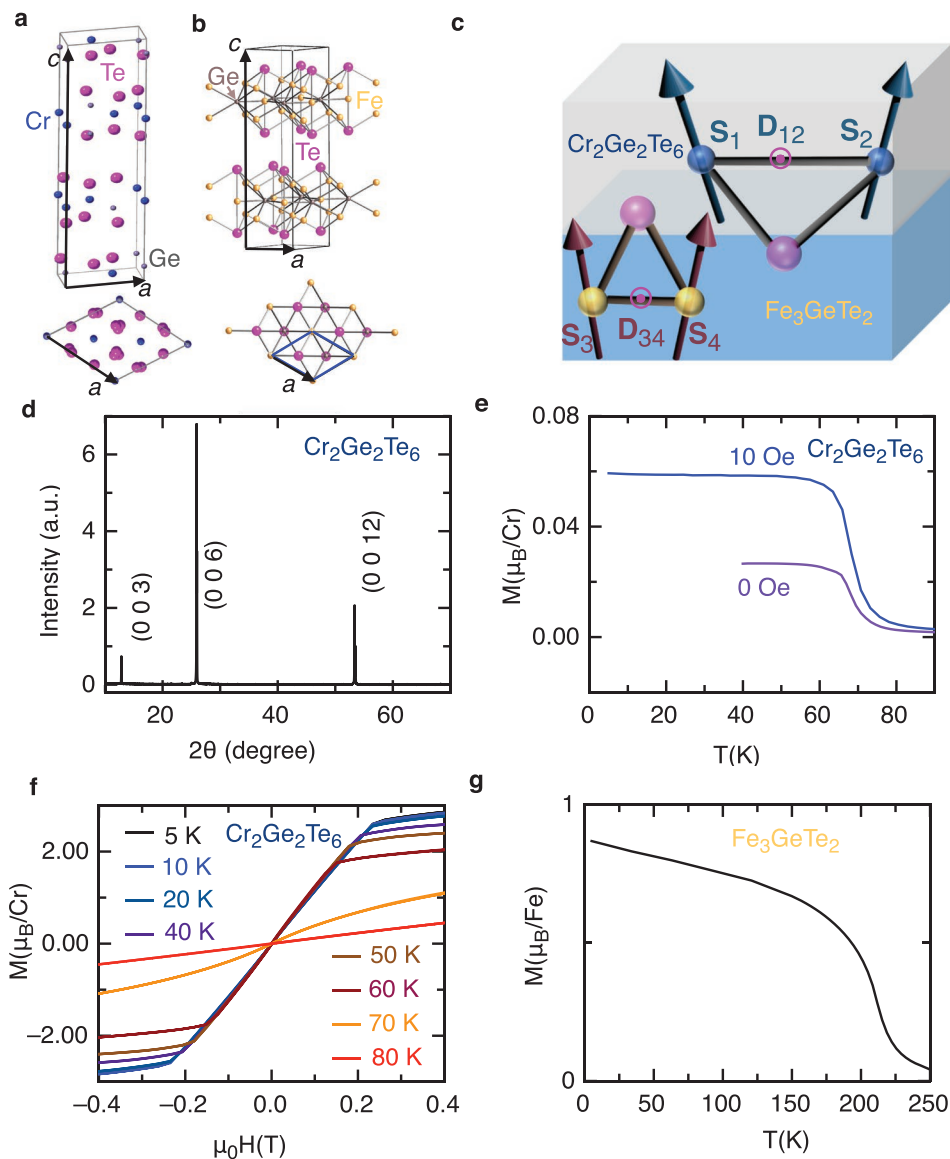 a
c
Te
Cr
Ge
a
a
b
c
Ge
Fe
Te
a
a
c
Cr2Ge2Te6
S1
D12
S2
S3
D34
S4
Fe3GeTe2
d
Cr2Ge2Te6
Intensity (a.u.)
6
4
2
0
(0 0 3)
(0 0 6)
(0 0 12)
20 40 60
2θ (degree)
e
0.08
0.04
0.00
M(μB/Cr)
10 Oe
Cr2Ge2Te6
0 Oe
0 20 40 60 80
T(K)
f
M(μB/Cr)
2.00
0.00
–2.00
5 K
10 K
20 K
40 K
Cr2Ge2Te6
50 K
60 K
70 K
80 K
–0.4 –0.2 0.0 0.2 0.4
μ0H(T)
g
1
M(μB/Fe)
Fe3GeTe2
1
0 50 100 150 200 250
T(K)